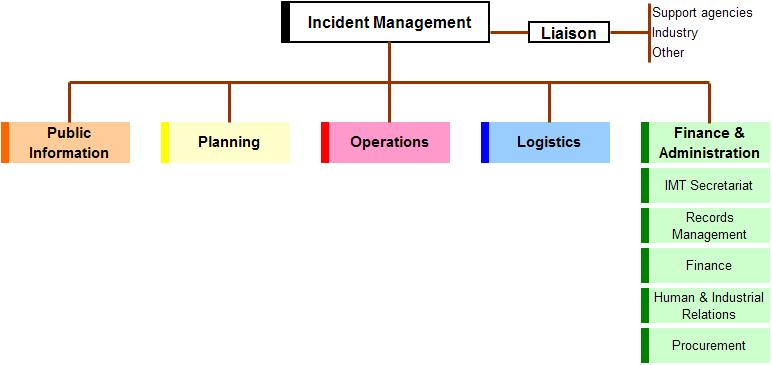 Incident Management
Liaison
Support agencies
Industry
Other
Public
Information
Planning
Operations
Logistics
Finance &
Administration
IMT Secretariat
Records
Management
Finance
Human & Industrial
Relations
Procurement